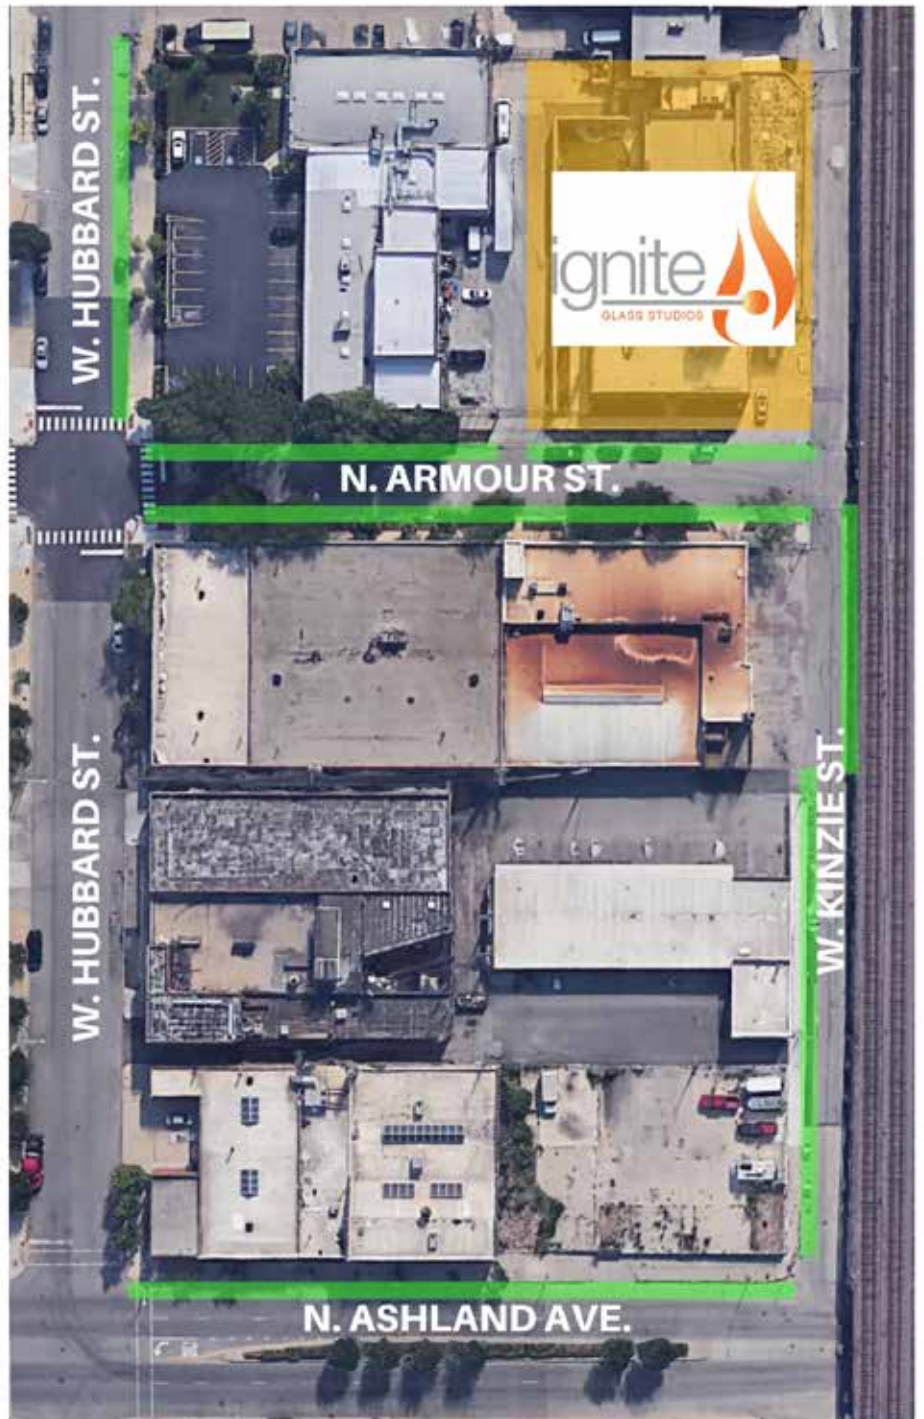 W. HUBBARD ST.
ignite
GLASS STUDIOS
N. ARMOUR ST.
W. HUBBARD ST.
W. KINZIE ST.
N. ASHLAND AVE.